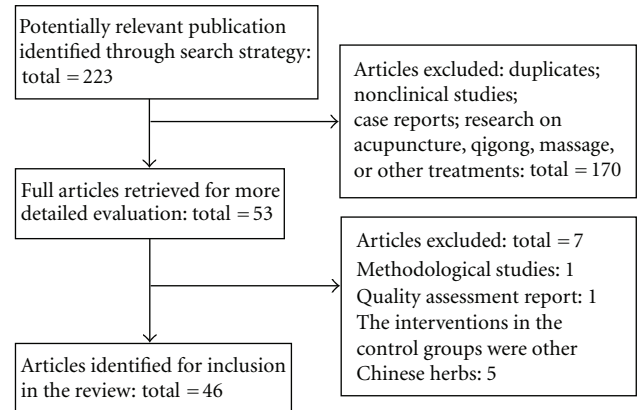 Potentially relevant publication
identified through search strategy:
total = 223
Articles excluded: duplicates;
nonclinical studies;
case reports; research on
acupuncture, qigong, massage,
or other treatments: total = 170
Full articles retrieved for more
detailed evaluation: total = 53
Articles excluded: total = 7
Methodological studies: 1
Quality assessment report: 1
The interventions in the
control groups were other
Chinese herbs: 5
Articles identified for inclusion
in the review: total = 46